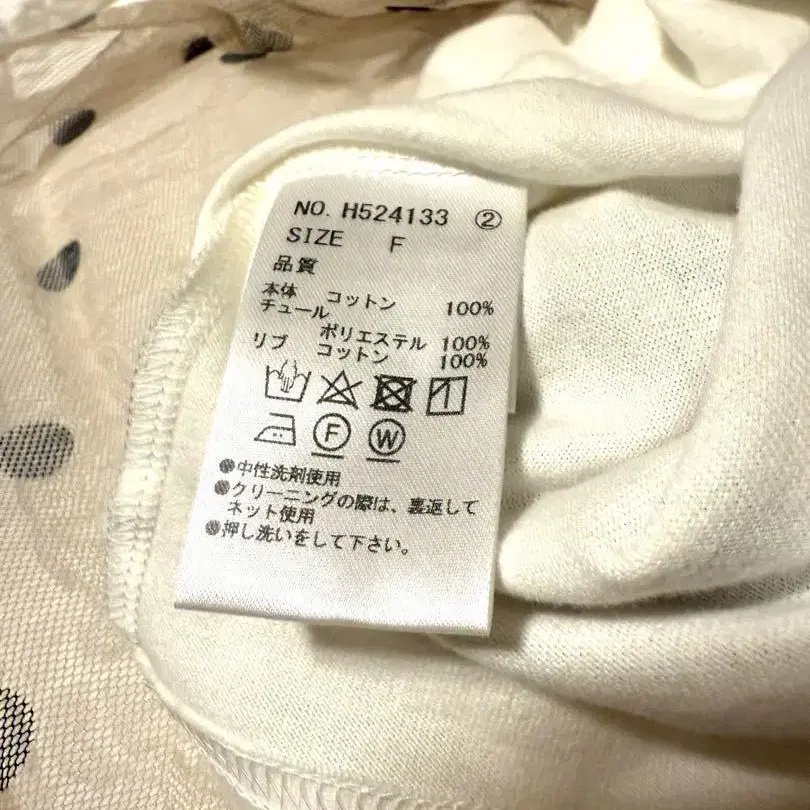 NO. H524133 ②
SIZE F
品質
本体 コットン 100%
チュール
ポリエステル 100%
リブ コットン 100%
F W
●中性洗剤使用
●クリーニングの際は、裏返して
ネット使用
●押し洗いをして下さい。